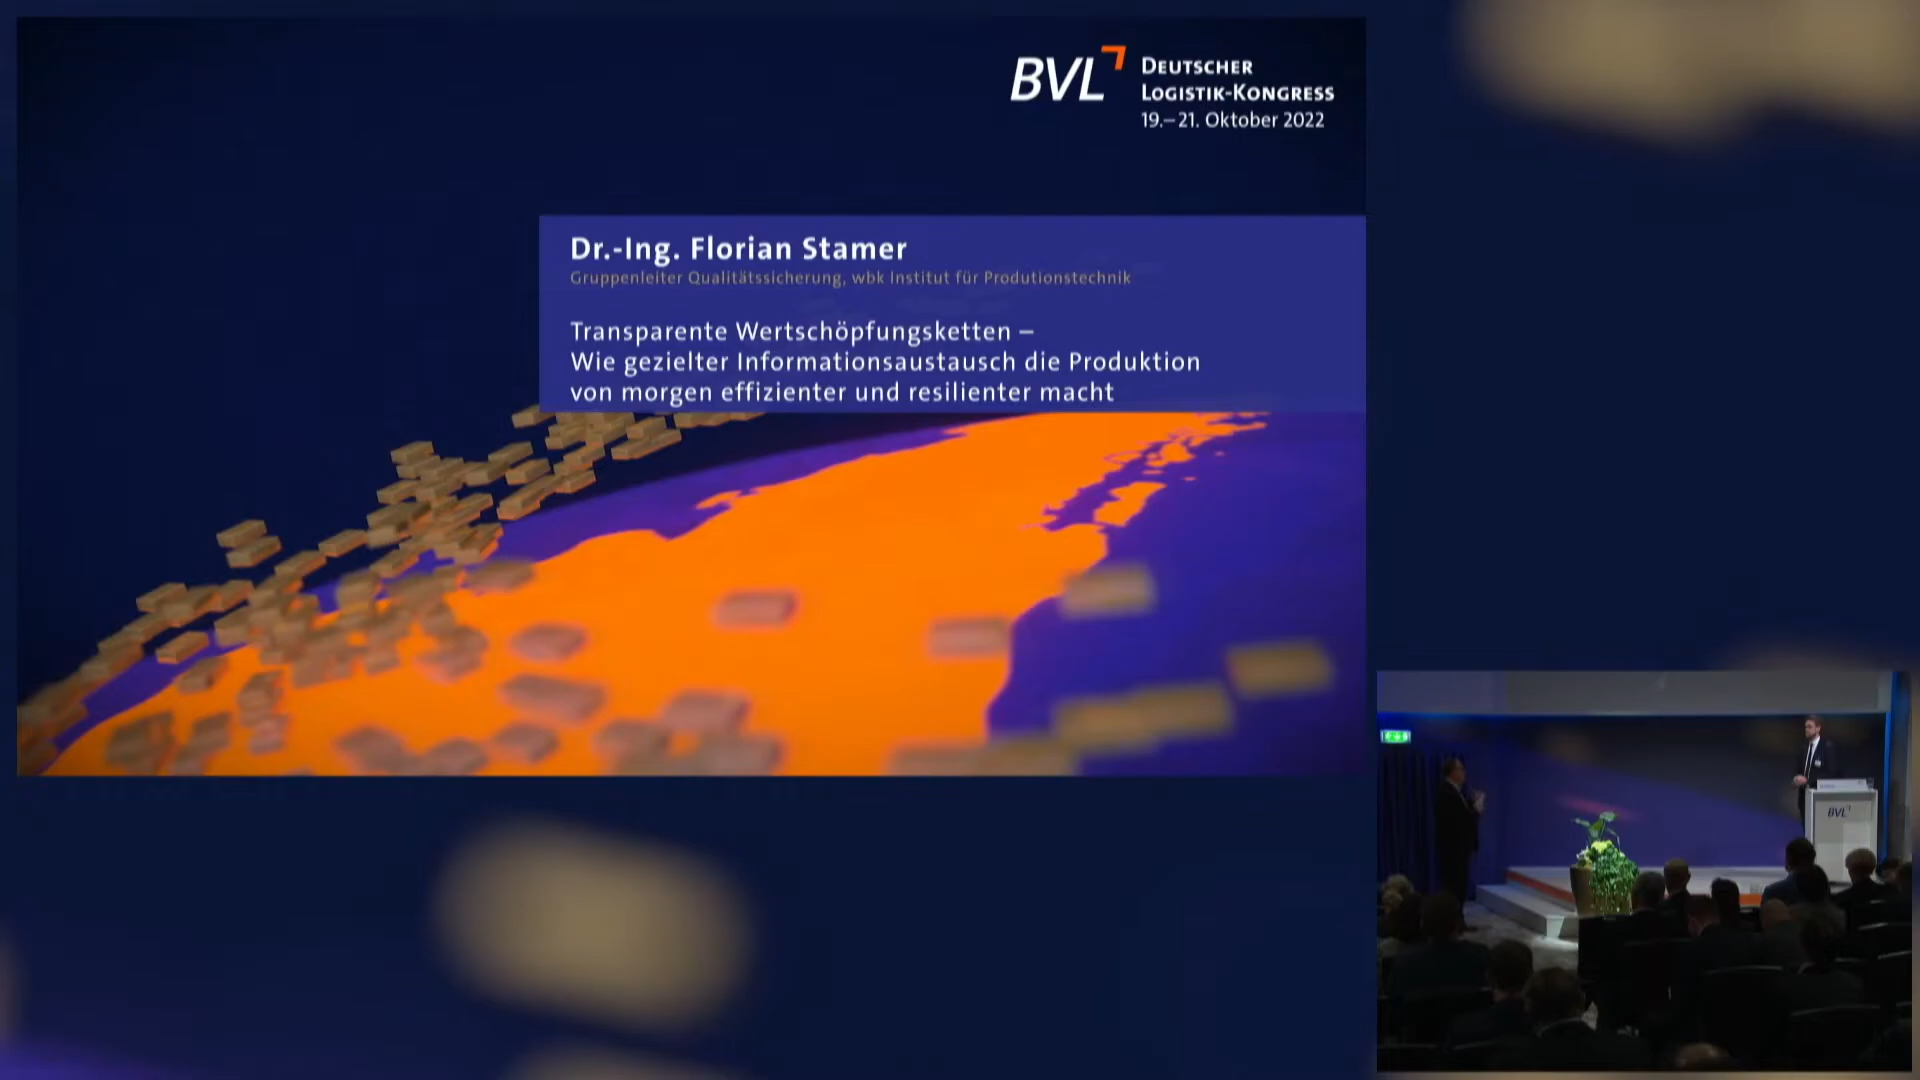 BVL
DEUTSCHER
LOGISTIK-KONGRESS
19.–21. Oktober 2022
Dr.-Ing. Florian Stamer
Gruppenleiter Qualitätssicherung, wbk Institut für Produtionstechnik
Transparente Wertschöpfungsketten –
Wie gezielter Informationsaustausch die Produktion
von morgen effizienter und resilienter macht
BVL